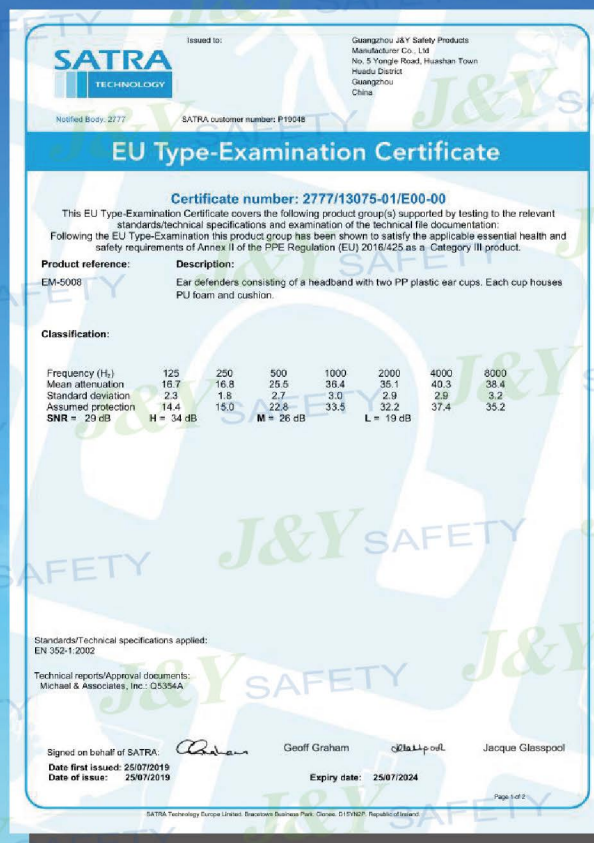 SATRA
TECHNOLOGY
Notified Body: 2777
Issued to:
SATRA customer number: P19048
Guangzhou J&Y Safety Products
Manufacturer Co., Ltd
No. 5 Yongle Road, Huashan Town
Huadu District
Guangzhou
China
EU Type-Examination Certificate
Certificate number: 2777/13075-01/E00-00
This EU Type-Examination Certificate covers the following product group(s) supported by testing to the relevant
standards/technical specifications and examination of the technical file documentation:
Following the EU Type-Examination this product group has been shown to satisfy the applicable essential health and
safety requirements of Annex II of the PPE Regulation (EU) 2016/425 as a Category III product.
Product reference: Description:
EM-5008 Ear defenders consisting of a headband with two PP plastic ear cups. Each cup houses
PU foam and cushion.
Classification:
Frequency (Hz) 125 250 500 1000 2000 4000 8000
Mean attenuation 16.7 16.8 25.5 36.4 35.1 40.3 38.4
Standard deviation 2.3 1.8 2.7 3.0 2.9 2.9 3.2
Assumed protection 14.4 15.0 22.8 33.5 32.2 37.4 35.2
SNR = 29 dB H = 34 dB M = 26 dB L = 19 dB
J&Y SAFETY
Standards/Technical specifications applied:
EN 352-1:2002
Technical reports/Approval documents:
Michael & Associates, Inc.: Q5354A
Signed on behalf of SATRA: Geoff Graham Jacque Glasspool
Date first issued: 25/07/2019
Date of issue: 25/07/2019 Expiry date: 25/07/2024
Page 1 of 2
SATRA Technology Europe Limited. Bracetown Business Park, Clonee, D15YN2P. Republic of Ireland